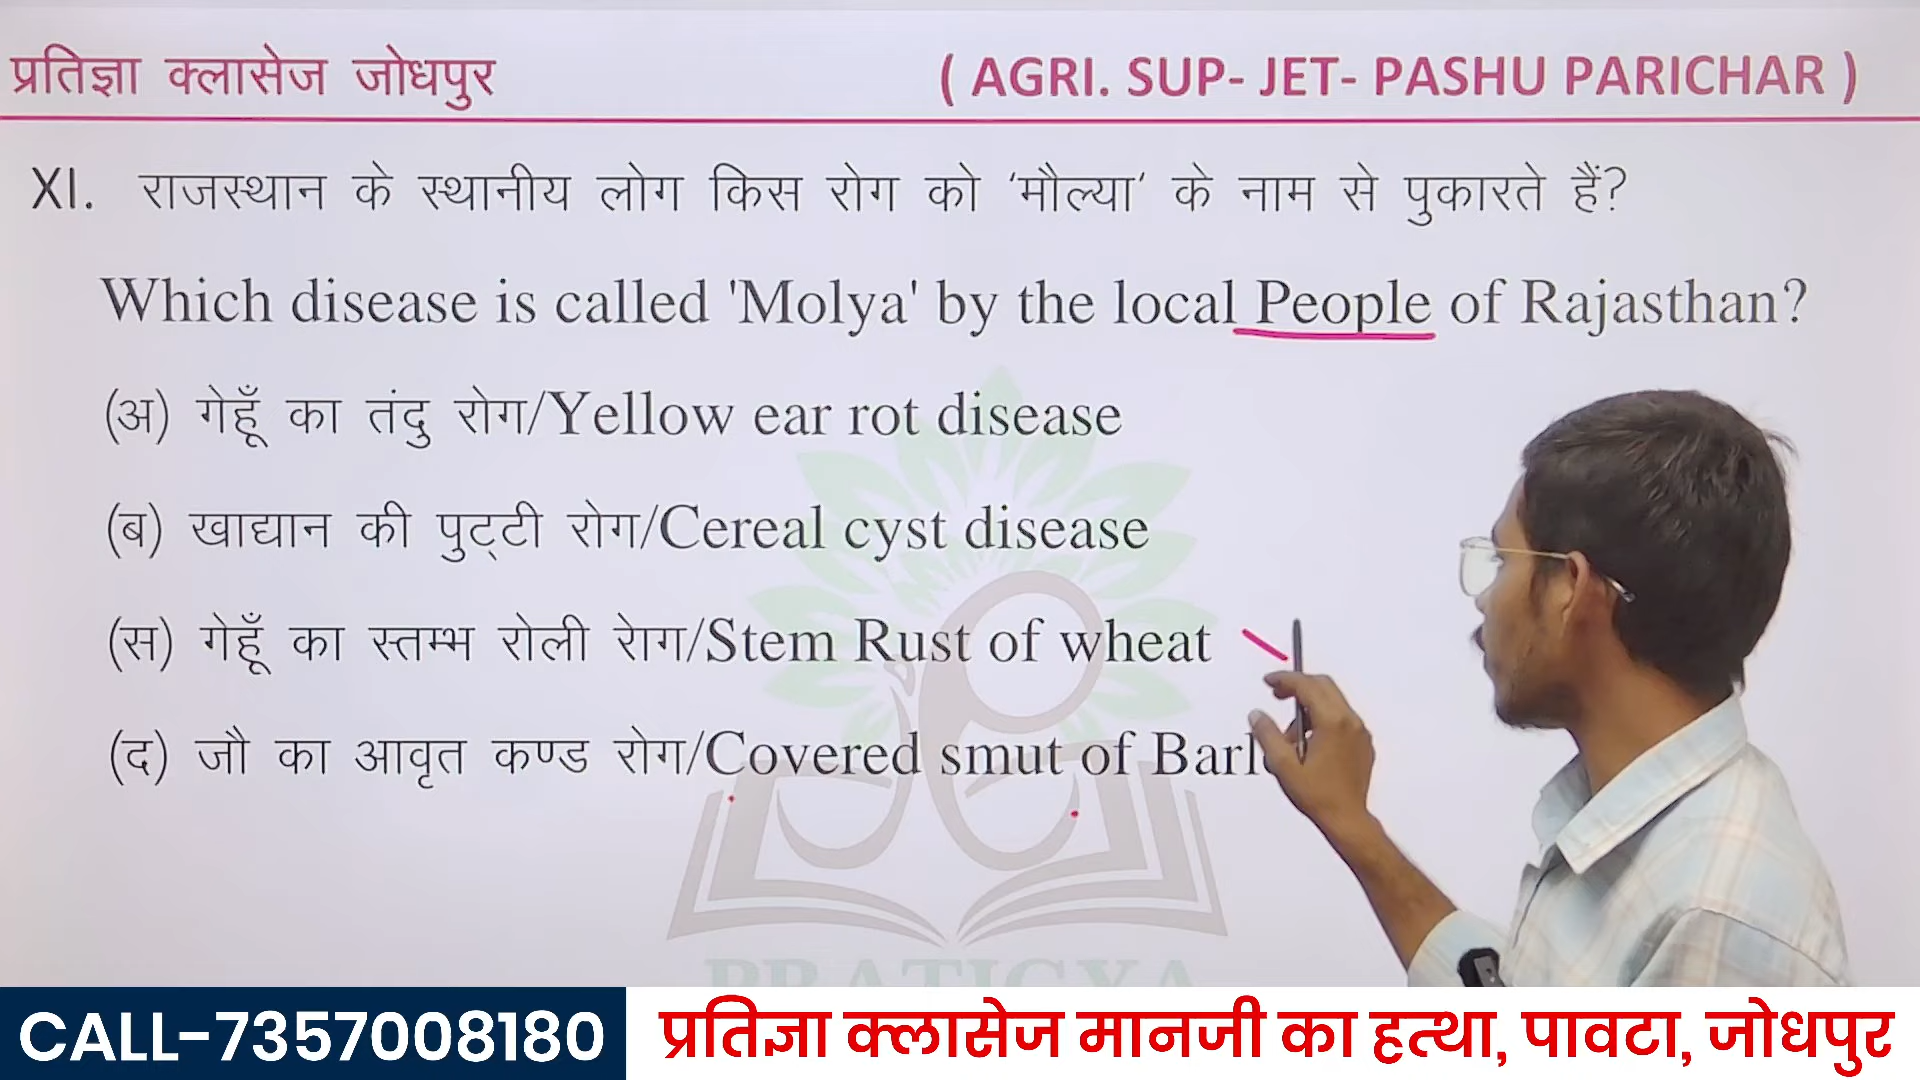 प्रतिज्ञा क्लासेज जोधपुर
( AGRI. SUP- JET- PASHU PARICHAR )
XI. राजस्थान के स्थानीय लोग किस रोग को ‘मौल्या‘ के नाम से पुकारते हैं?
Which disease is called 'Molya' by the local People of Rajasthan?
(अ) गेहूँ का तंदु रोग/Yellow ear rot disease
(ब) खाद्यान की पुट्टी रोग/Cereal cyst disease
(स) गेहूँ का स्तम्भ रोली रेाग/Stem Rust of wheat
(द) जौ का आवृत कण्ड रोग/Covered smut of
PRATIGYA
CALL-7357008180
प्रतिज्ञा क्लासेज मानजी का हत्था, पावटा, जोधपुर